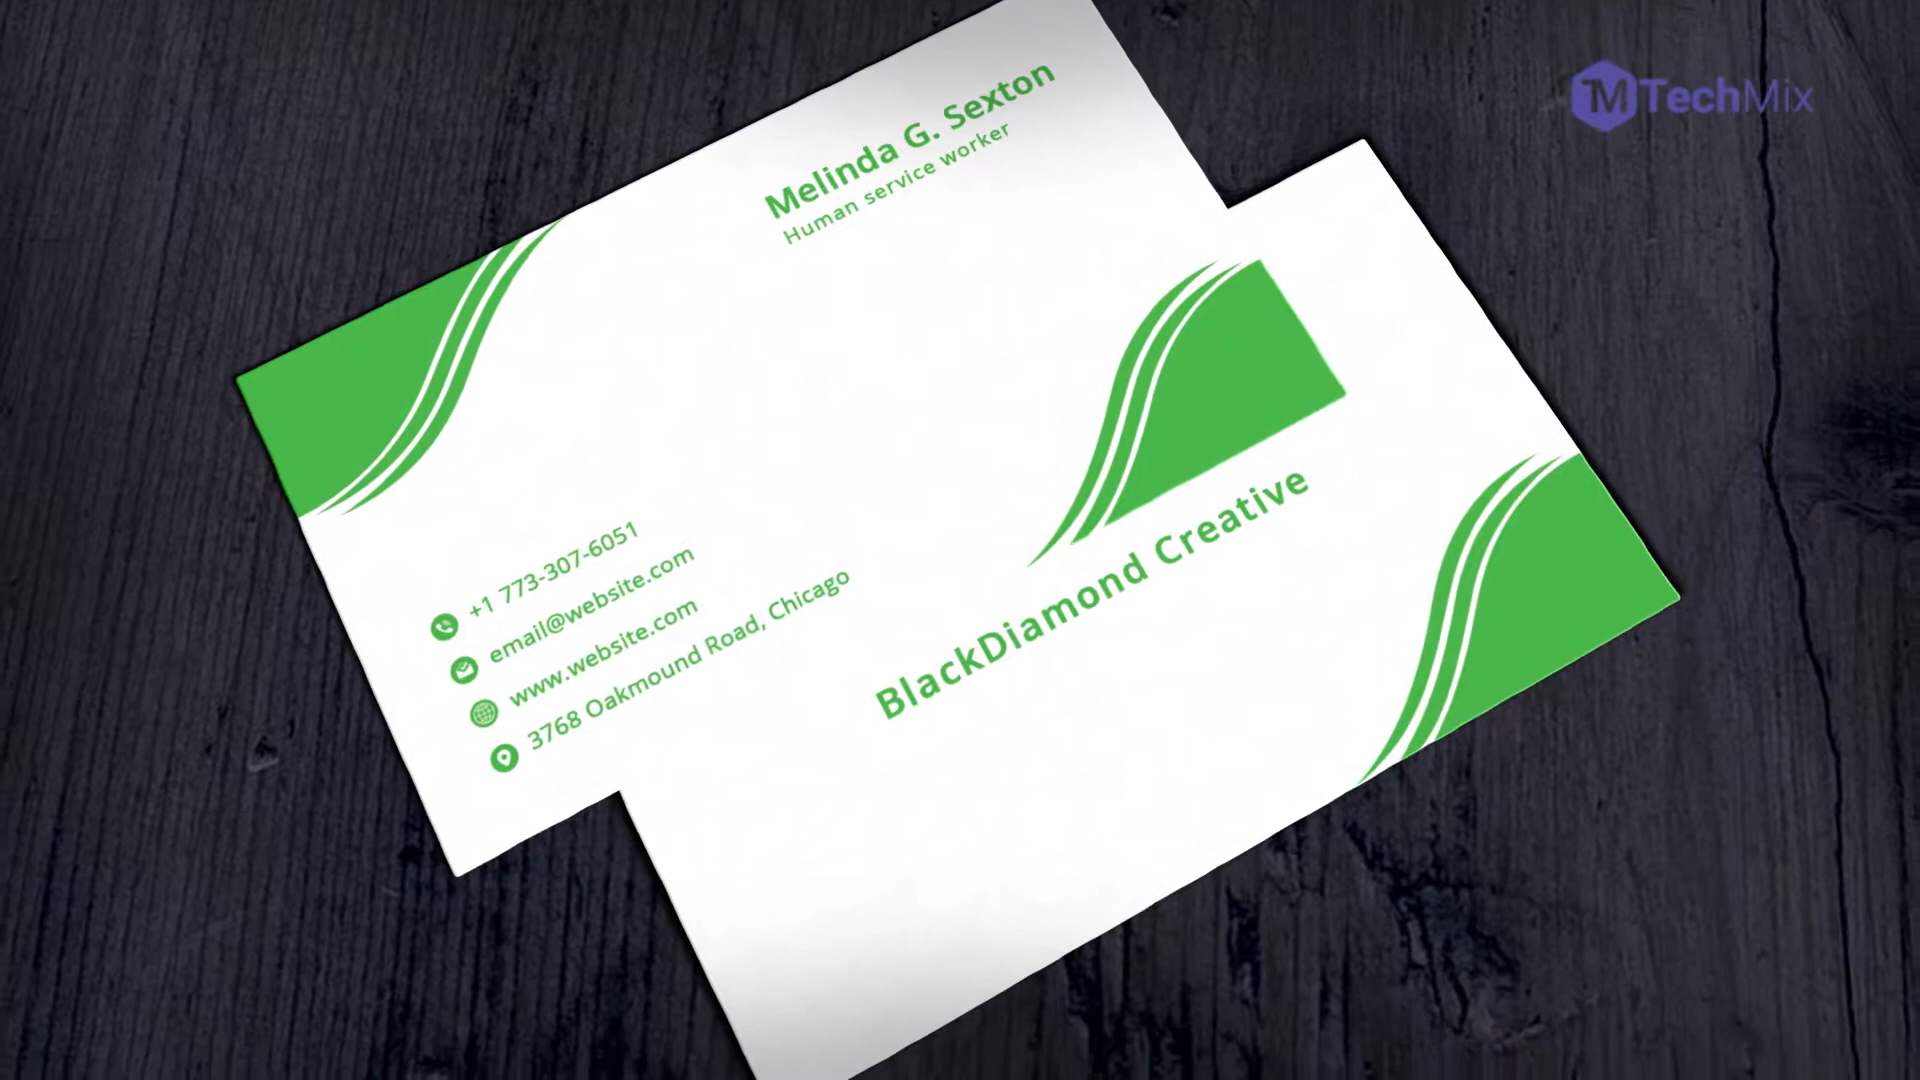 TM TechMix
Melinda G. Sexton
Human service worker
+1 773-307-6051
email@website.com
www.website.com
3768 Oakmound Road, Chicago
BlackDiamond Creative